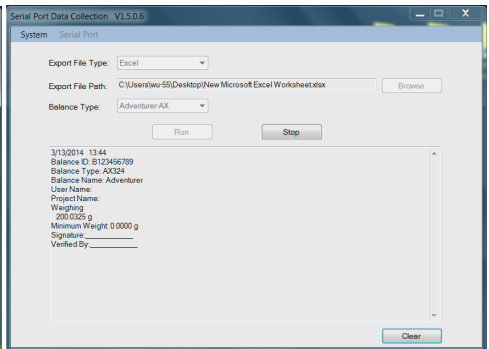 Serial Port Data Collection V1.5.0.6
System Serial Port
Export File Type: Excel
Export File Path: C:\Users\wu-55\Desktop\New Microsoft Excel Worksheet.xlsx Browse
Balance Type: Adventurer-AX
Run Stop
3/13/2014 13:44
Balance ID: B123456789
Balance Type: AX324
Balance Name: Adventurer
User Name:
Project Name:
Weighing
200.0325 g
Minimum Weight: 0.0000 g
Signature:____________
Verified By:____________
Clear